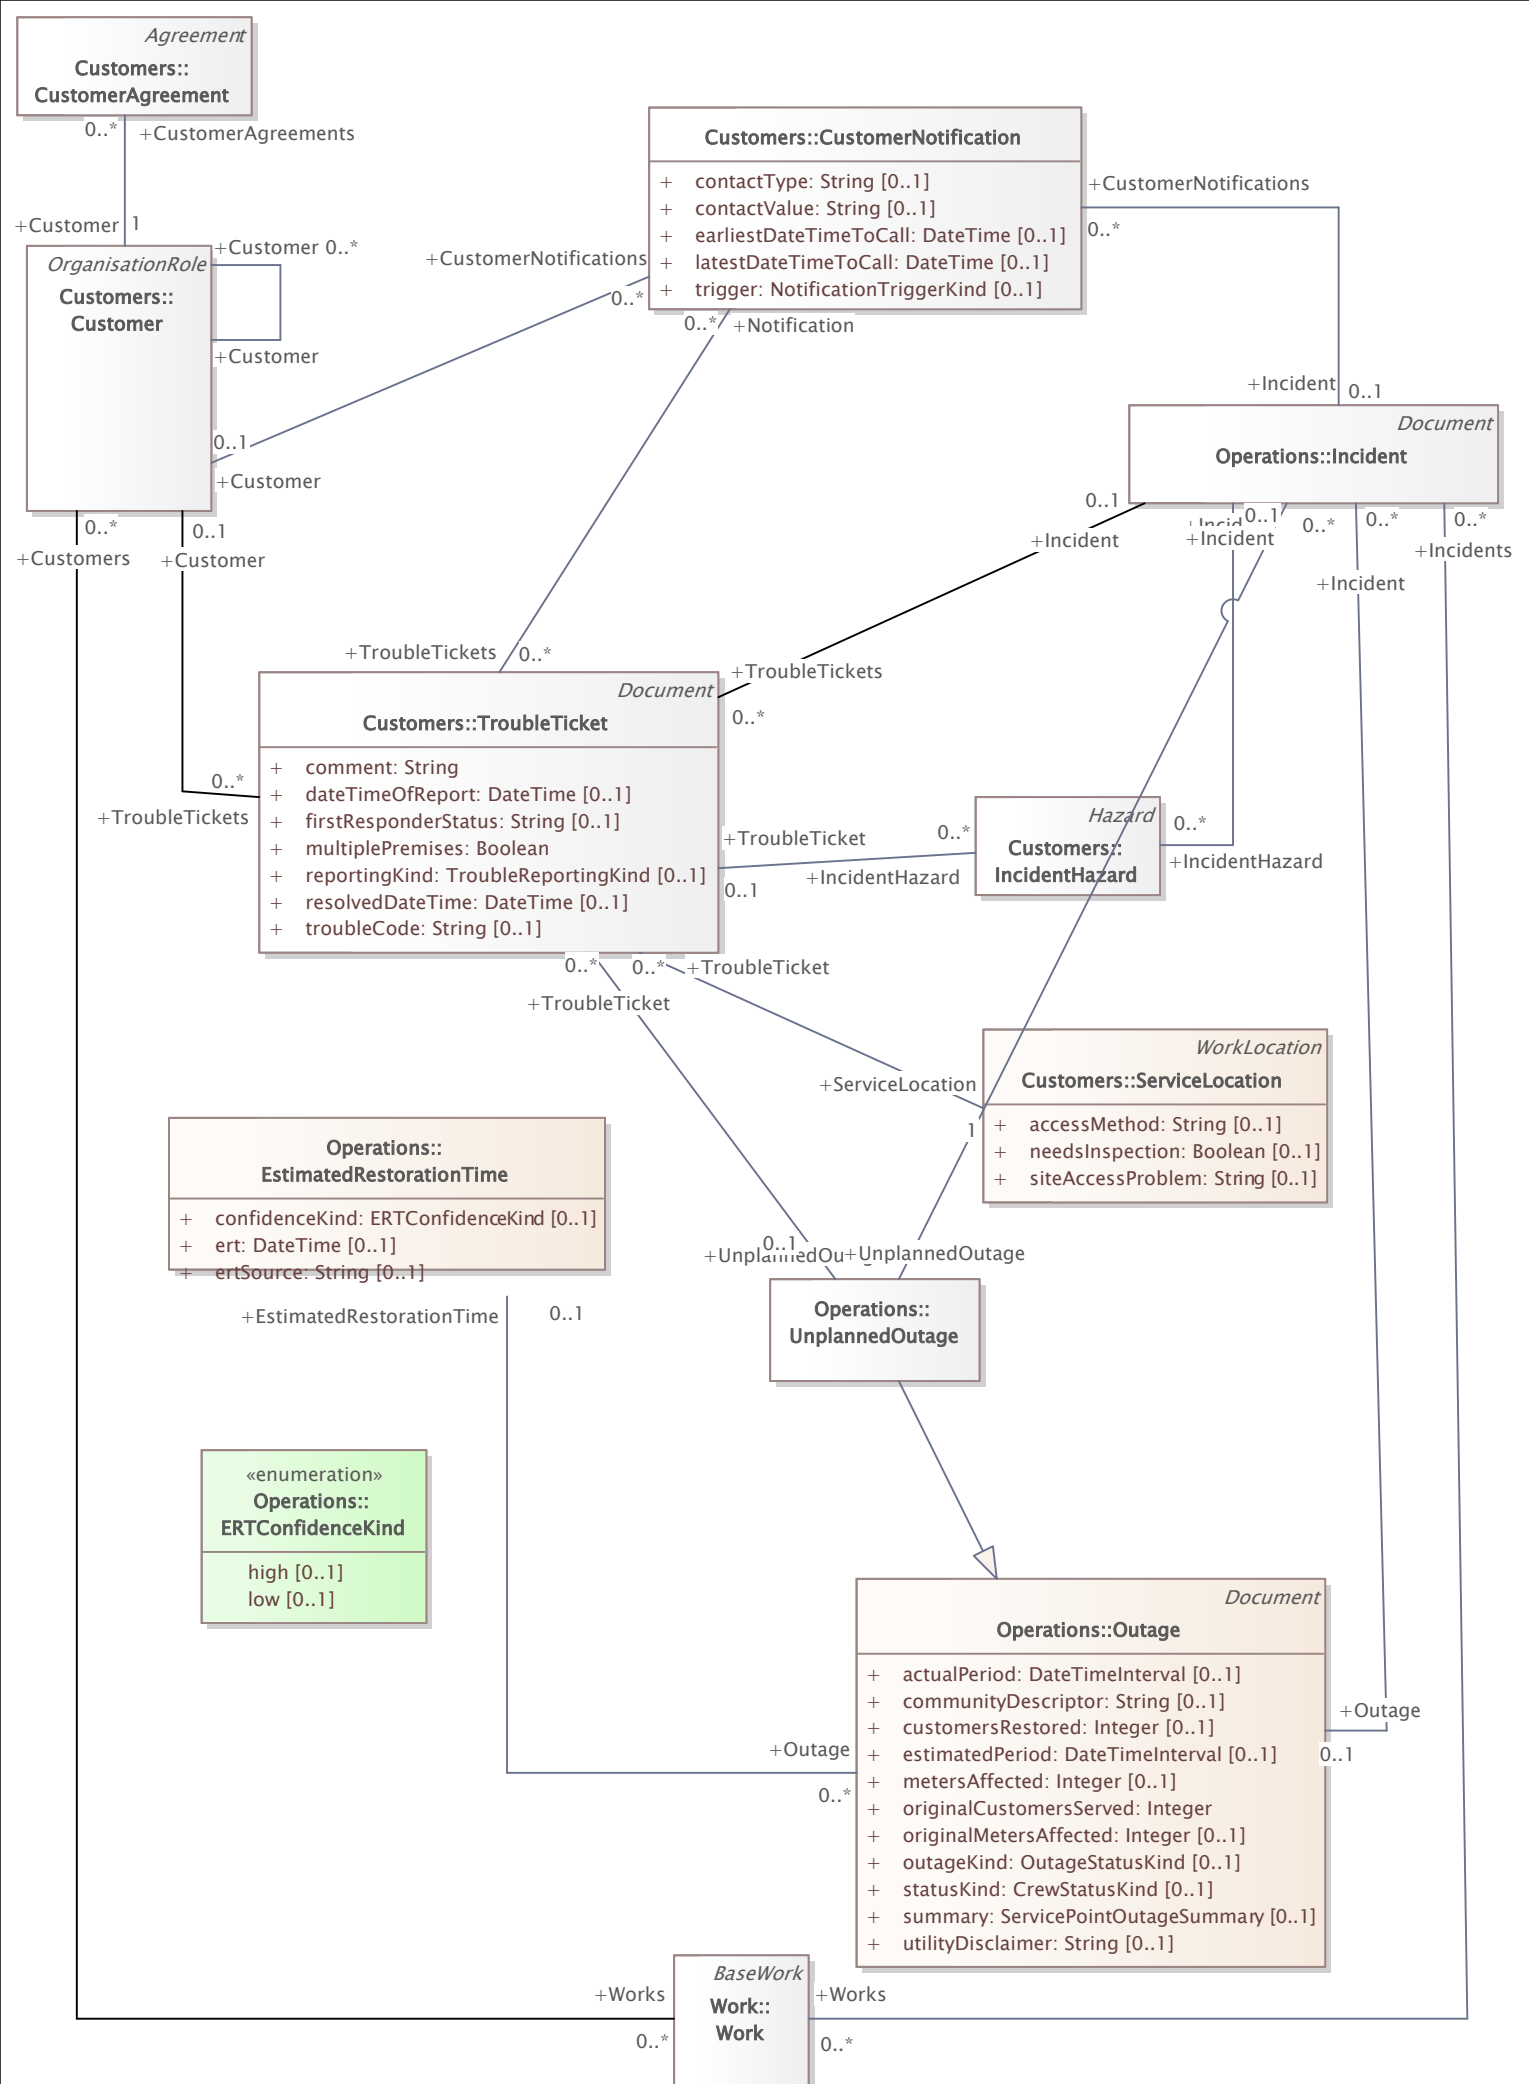 Agreement
Customers::
CustomerAgreement
0..*
+CustomerAgreements
+Customer
1
OrganisationRole
Customers::
Customer
+Customer 0..*
+Customer
0..1
+Customer
+CustomerNotifications
0..*
Customers::CustomerNotification
+ contactType: String [0..1]
+ contactValue: String [0..1]
+ earliestDateTimeToCall: DateTime [0..1]
+ latestDateTimeToCall: DateTime [0..1]
+ trigger: NotificationTriggerKind [0..1]
+CustomerNotifications
0..*
0..*
+Notification
+Incident
0..1
Document
Operations::Incident
0..*
+Customers
0..1
+Customer
0..1
+Incident
0..1
+Incident
0..*
0..*
+Incident
0..*
+Incidents
+TroubleTickets
0..*
+TroubleTickets
0..*
Document
Customers::TroubleTicket
+ comment: String
+ dateTimeOfReport: DateTime [0..1]
+ firstResponderStatus: String [0..1]
+ multiplePremises: Boolean
+ reportingKind: TroubleReportingKind [0..1]
+ resolvedDateTime: DateTime [0..1]
+ troubleCode: String [0..1]
0..*
+TroubleTickets
+TroubleTicket
0..1
0..*
+IncidentHazard
Hazard
Customers::
IncidentHazard
0..*
+IncidentHazard
0..*
+TroubleTicket
0..*
+TroubleTicket
+ServiceLocation
1
WorkLocation
Customers::ServiceLocation
+ accessMethod: String [0..1]
+ needsInspection: Boolean [0..1]
+ siteAccessProblem: String [0..1]
Operations::
EstimatedRestorationTime
+ confidenceKind: ERTConfidenceKind [0..1]
+ ert: DateTime [0..1]
+ ertSource: String [0..1]
+EstimatedRestorationTime
0..1
0..1
+UnplannedOutage
Operations::
UnplannedOutage
«enumeration»
Operations::
ERTConfidenceKind
high [0..1]
low [0..1]
Document
Operations::Outage
+ actualPeriod: DateTimeInterval [0..1]
+ communityDescriptor: String [0..1]
+ customersRestored: Integer [0..1]
+ estimatedPeriod: DateTimeInterval [0..1]
+ metersAffected: Integer [0..1]
+ originalCustomersServed: Integer
+ originalMetersAffected: Integer [0..1]
+ outageKind: OutageStatusKind [0..1]
+ statusKind: CrewStatusKind [0..1]
+ summary: ServicePointOutageSummary [0..1]
+ utilityDisclaimer: String [0..1]
+Outage
0..1
+Outage
0..*
BaseWork
Work::
Work
+Works
0..*
+Works
0..*